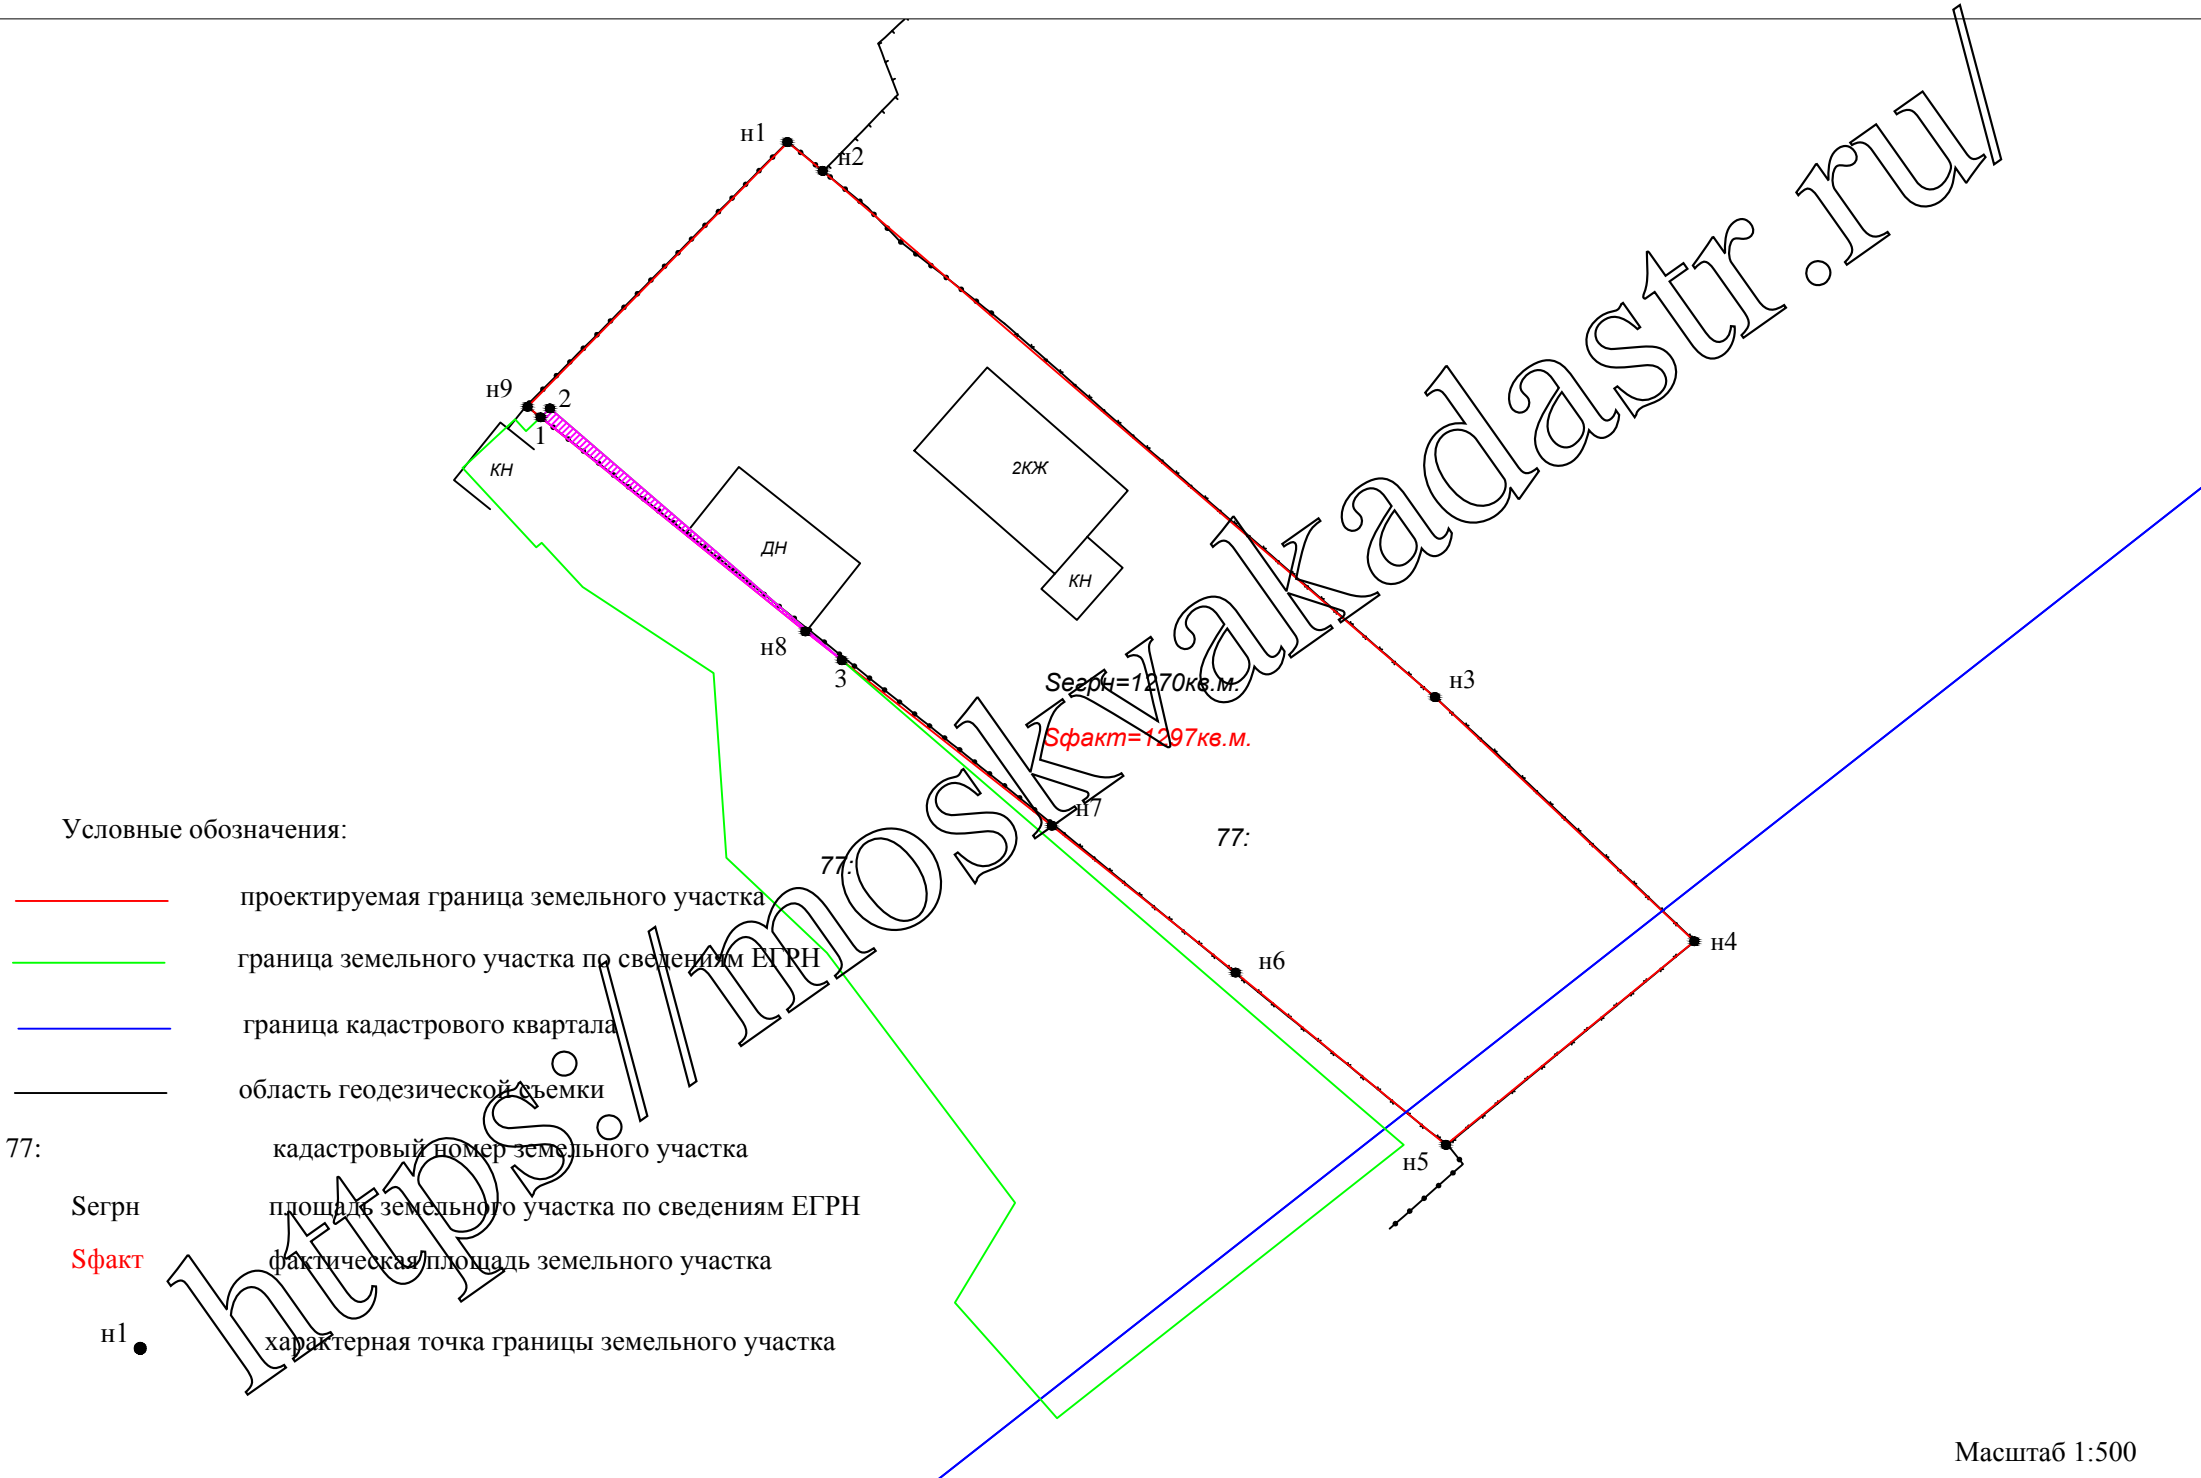 н1
н2
н9
2
1
КН
2КЖ
ДН
КН
н8
3
Sегрн=1270кв.м.
н3
Sфакт=1297кв.м.
н7
77:
77:
н4
н6
н5
Условные обозначения:
проектируемая граница земельного участка
граница земельного участка по сведениям ЕГРН
граница кадастрового квартала
область геодезической съемки
77: кадастровый номер земельного участка
Sегрн площадь земельного участка по сведениям ЕГРН
Sфакт фактическая площадь земельного участка
н1 характерная точка границы земельного участка
Масштаб 1:500
https://moskvakadastr.ru/